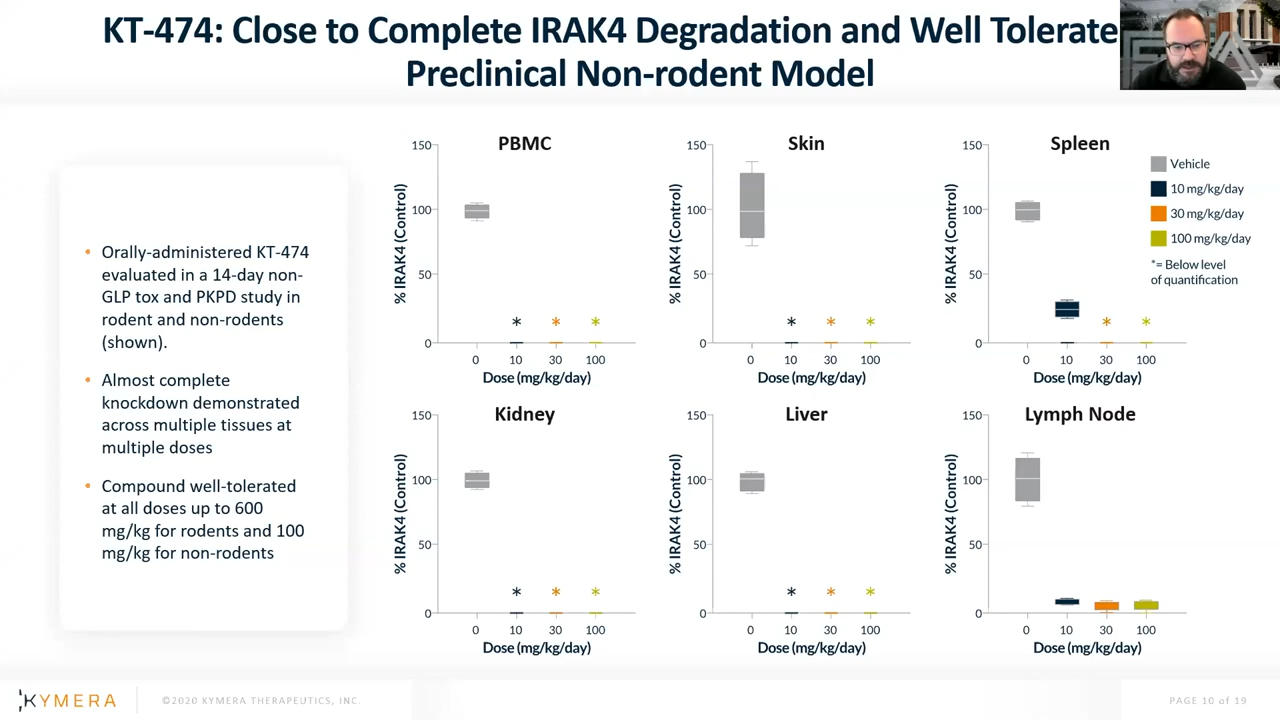 KT-474: Close to Complete IRAK4 Degradation and Well Tolerate
Preclinical Non-rodent Model
• Orally-administered KT-474
evaluated in a 14-day non-
GLP tox and PKPD study in
rodent and non-rodents
(shown).
• Almost complete
knockdown demonstrated
across multiple tissues at
multiple doses
• Compound well-tolerated
at all doses up to 600
mg/kg for rodents and 100
mg/kg for non-rodents
PBMC
% IRAK4 (Control)
150
100
50
0
* * *
0 10 30 100
Dose (mg/kg/day)
Skin
% IRAK4 (Control)
150
100
50
0
* * *
0 10 30 100
Dose (mg/kg/day)
Spleen
% IRAK4 (Control)
150
100
50
0
* *
0 10 30 100
Dose (mg/kg/day)
Vehicle
10 mg/kg/day
30 mg/kg/day
100 mg/kg/day
*= Below level
of quantification
Kidney
% IRAK4 (Control)
150
100
50
0
* * *
0 10 30 100
Dose (mg/kg/day)
Liver
% IRAK4 (Control)
150
100
50
0
* * *
0 10 30 100
Dose (mg/kg/day)
Lymph Node
% IRAK4 (Control)
150
100
50
0
0 10 30 100
Dose (mg/kg/day)
KYMERA
©2020 KYMERA THERAPEUTICS, INC.
PAGE 10 of 19